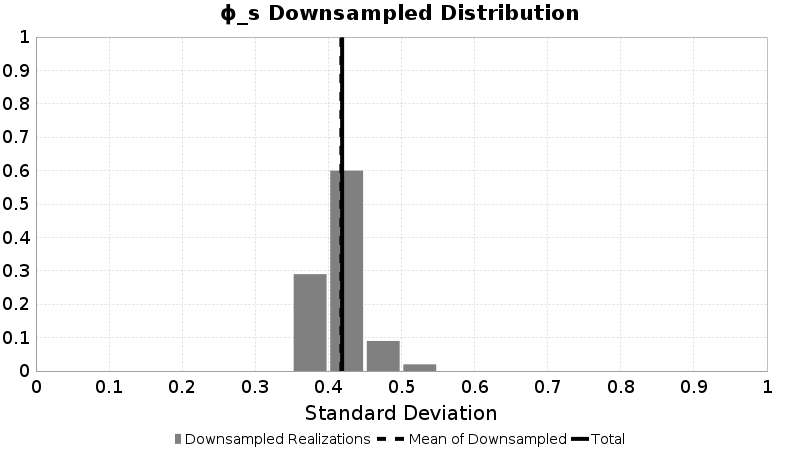 ϕ_s Downsampled Distribution
1
0.9
0.8
0.7
0.6
0.5
0.4
0.3
0.2
0.1
0
0 0.1 0.2 0.3 0.4 0.5 0.6 0.7 0.8 0.9 1
Standard Deviation
Downsampled Realizations Mean of Downsampled Total